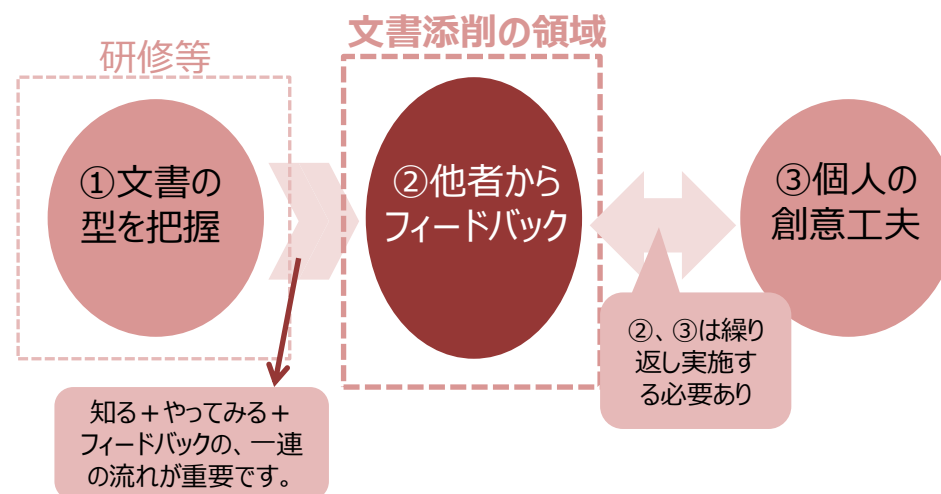 研修等
文書添削の領域
①文書の
型を把握
②他者から
フィードバック
③個人の
創意工夫
知る＋やってみる＋
フィードバックの、一連
の流れが重要です。
②、③は繰り
返し実施す
る必要あり